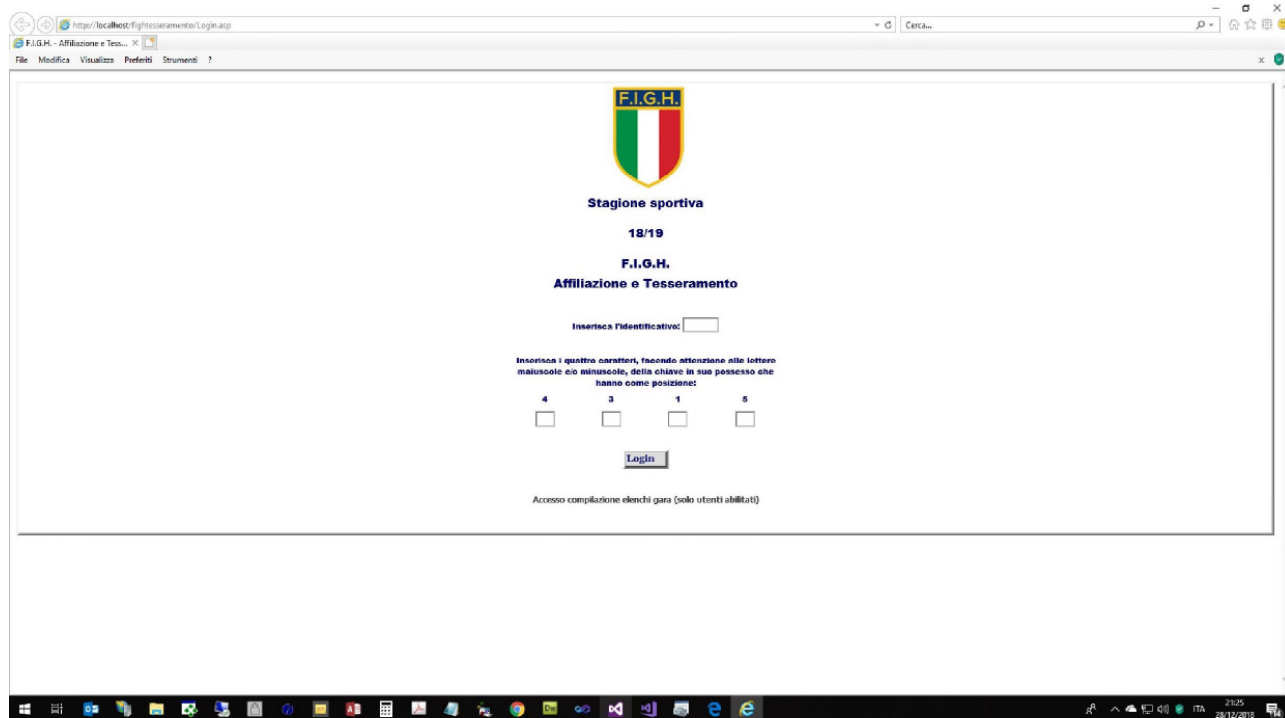 http://localhost/fightesseramento/Login.asp
Cerca...
F.I.G.H. - Affiliazione e Tess...
File Modifica Visualizza Preferiti Strumenti ?
F.I.G.H.
Stagione sportiva
18/19
F.I.G.H.
Affiliazione e Tesseramento
Inserisca l'identificativo:
Inserisca i quattro caratteri, facendo attenzione alle lettere
maiuscole e/o minuscole, della chiave in suo possesso che
hanno come posizione:
4 3 1 5
Login
Accesso compilazione elenchi gara (solo utenti abilitati)
ITA
21:25
28/12/2018